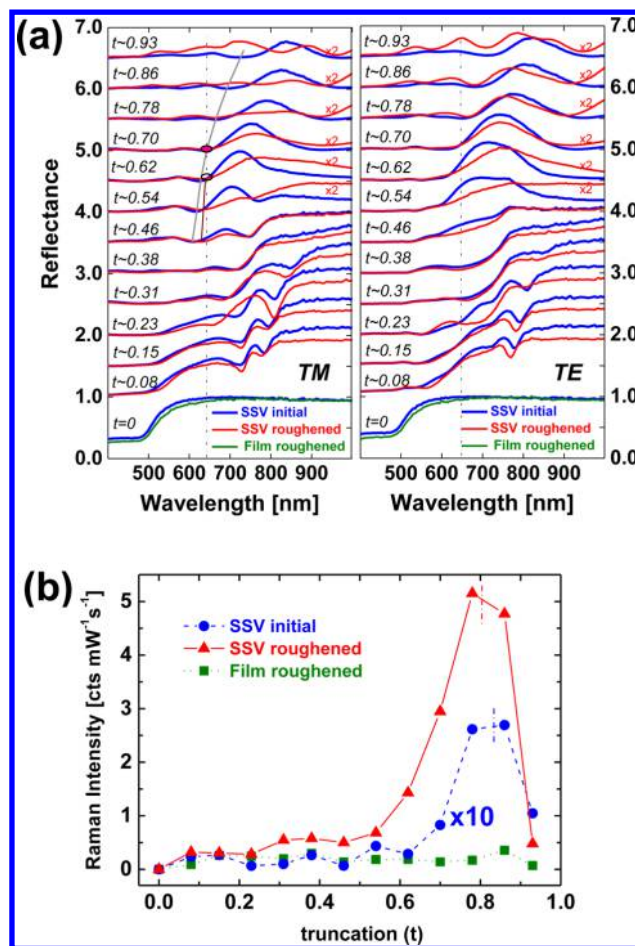 (a)
7.0
6.0
5.0
4.0
3.0
2.0
1.0
0.0
Reflectance
t~0.93
t~0.86
t~0.78
t~0.70
t~0.62
t~0.54
t~0.46
t~0.38
t~0.31
t~0.23
t~0.15
t~0.08
t=0
x2
x2
x2
x2
x2
x2
TM
SSV initial
SSV roughened
Film roughened
500 600 700 800 900
Wavelength [nm]
t~0.93
t~0.86
t~0.78
t~0.70
t~0.62
t~0.54
t~0.46
t~0.38
t~0.31
t~0.23
t~0.15
t~0.08
t=0
x2
x2
x2
x2
x2
x2
TE
SSV initial
SSV roughened
Film roughened
7.0
6.0
5.0
4.0
3.0
2.0
1.0
0.0
500 600 700 800 900
Wavelength [nm]
(b)
Raman Intensity [cts mW⁻¹s⁻¹]
5
4
3
2
1
0
SSV initial
SSV roughened
Film roughened
x10
0.0 0.2 0.4 0.6 0.8 1.0
truncation (t)